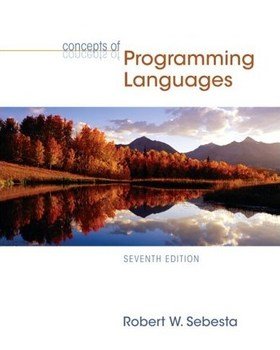 concepts of
Programming
Languages
SEVENTH EDITION
Robert W. Sebesta